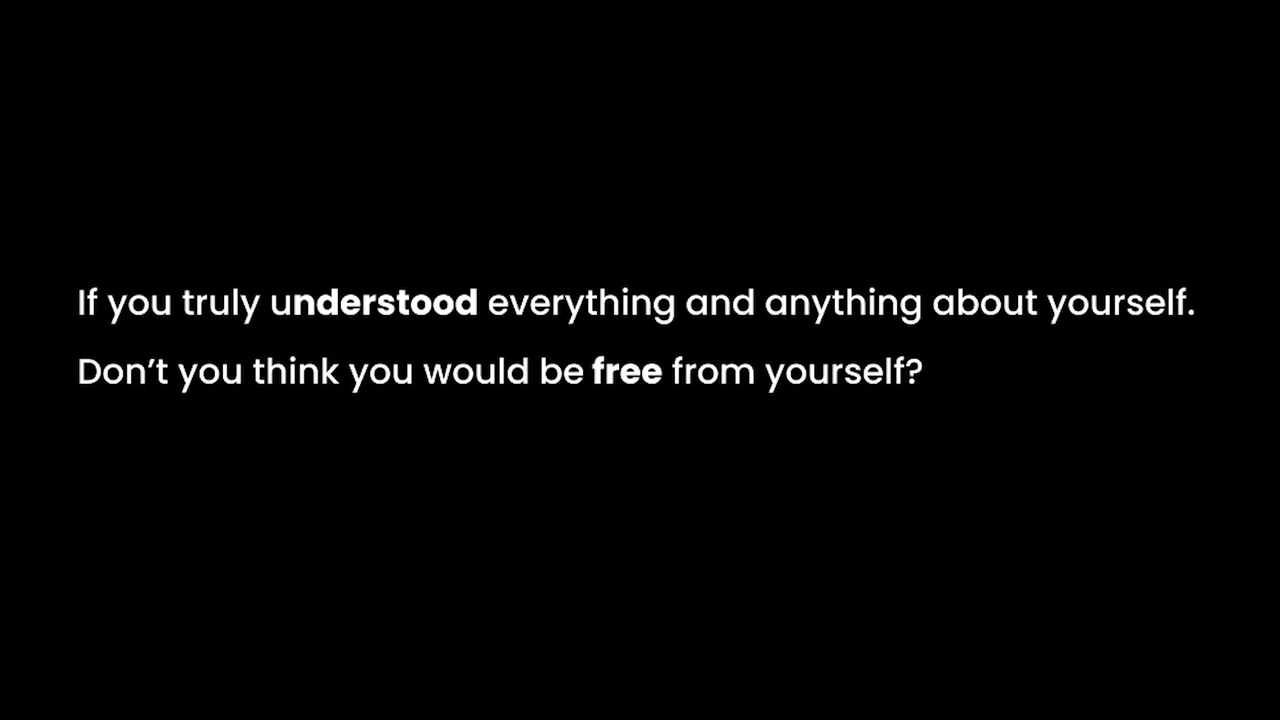 If you truly understood everything and anything about yourself.
Don’t you think you would be free from yourself?